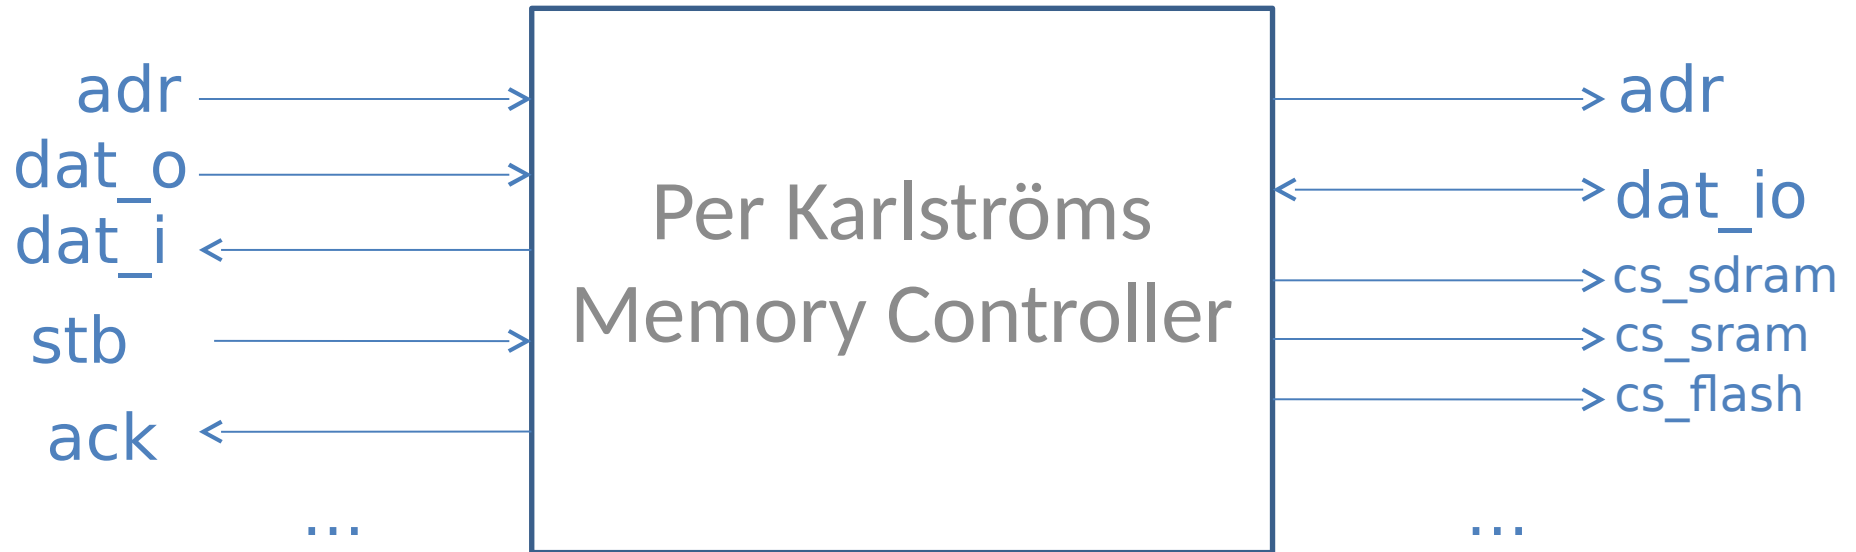 adr
dat_o
dat_i
stb
ack
...
Per Karlströms
Memory Controller
adr
dat_io
cs_sdram
cs_sram
cs_flash
...